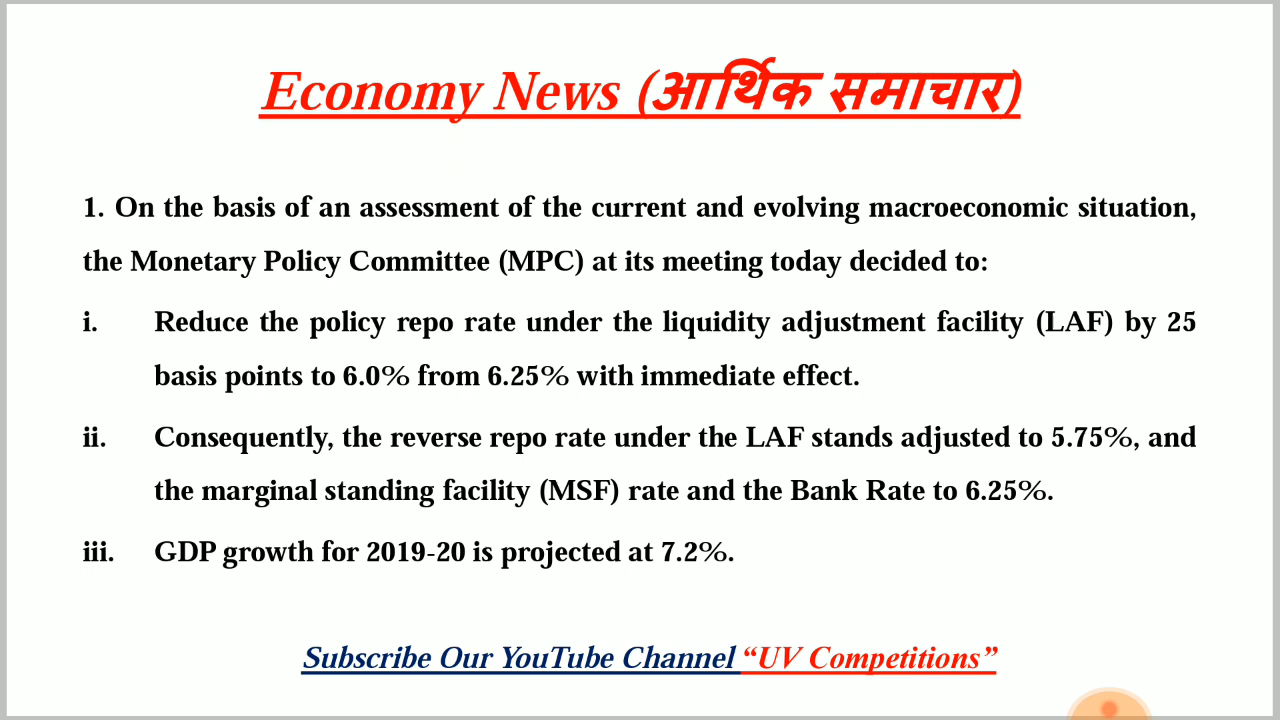 Economy News (आर्थिक समाचार)
1. On the basis of an assessment of the current and evolving macroeconomic situation,
the Monetary Policy Committee (MPC) at its meeting today decided to:
i. Reduce the policy repo rate under the liquidity adjustment facility (LAF) by 25
basis points to 6.0% from 6.25% with immediate effect.
ii. Consequently, the reverse repo rate under the LAF stands adjusted to 5.75%, and
the marginal standing facility (MSF) rate and the Bank Rate to 6.25%.
iii. GDP growth for 2019-20 is projected at 7.2%.
Subscribe Our YouTube Channel “UV Competitions”